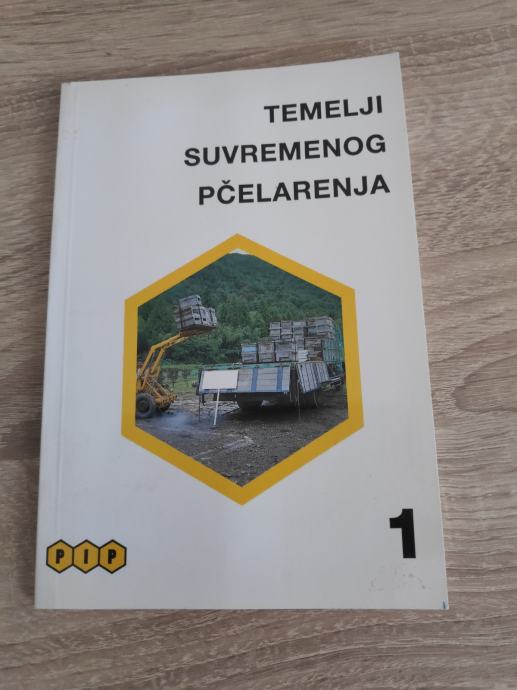 TEMELJI
SUVREMENOG
PČELARENJA
PIP
1